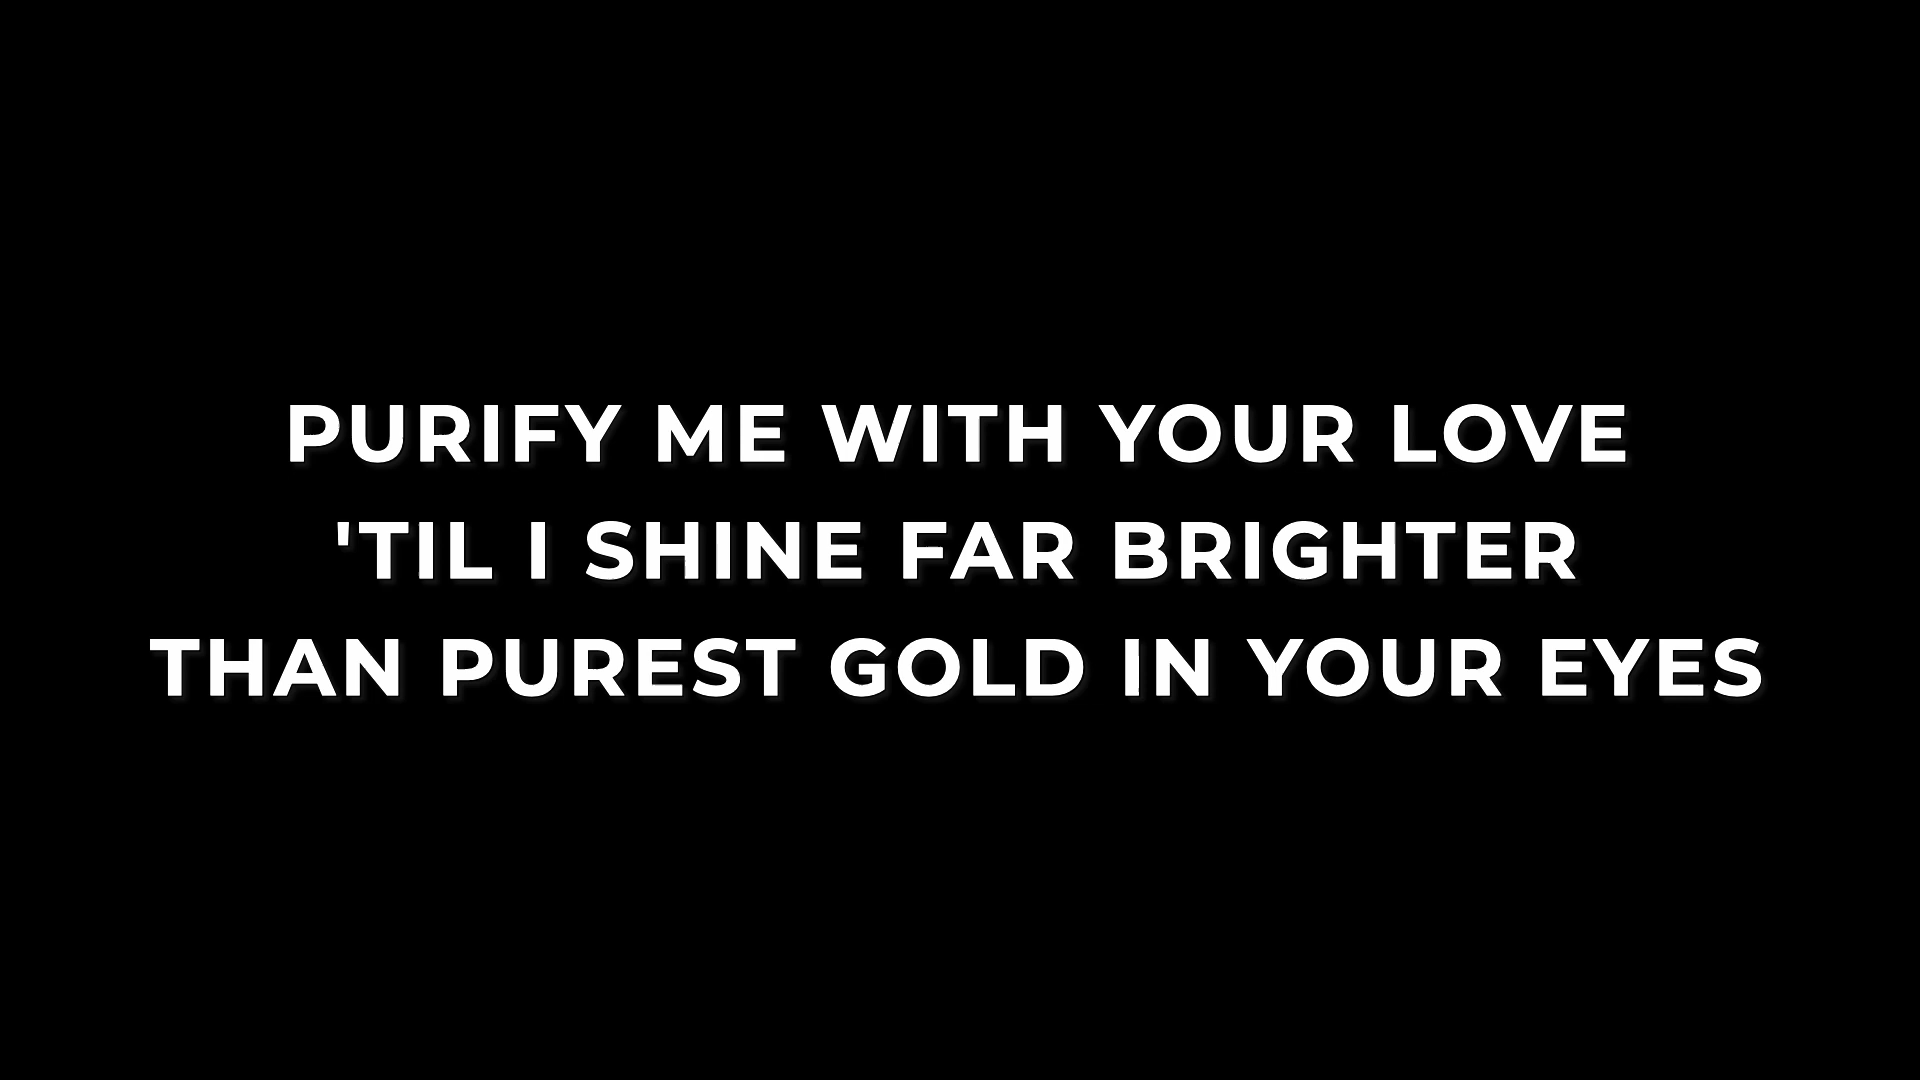 PURIFY ME WITH YOUR LOVE
'TIL I SHINE FAR BRIGHTER
THAN PUREST GOLD IN YOUR EYES